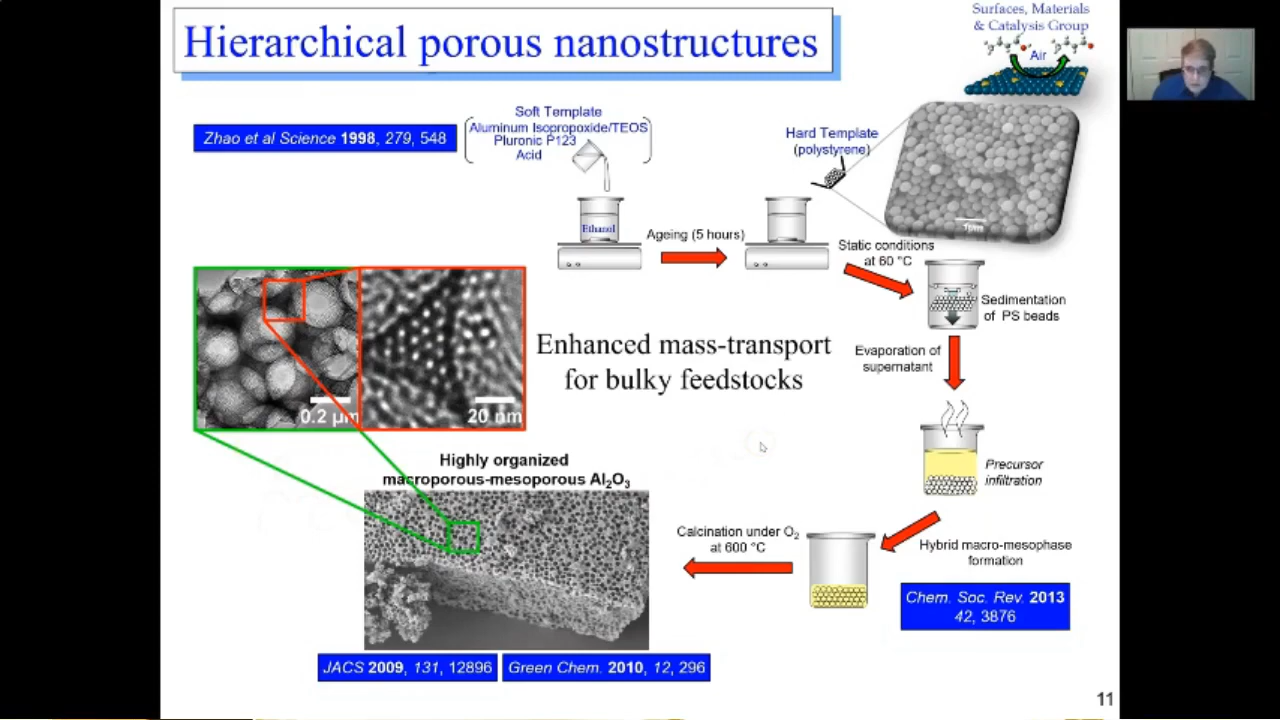 Hierarchical porous nanostructures
Surfaces, Materials
& Catalysis Group
Air
Zhao et al Science 1998, 279, 548
Soft Template
Aluminum Isopropoxide/TEOS
Pluronic P123
Acid
Hard Template
(polystyrene)
1μm
Ethanol
Ageing (5 hours)
Static conditions
at 60 °C
Sedimentation
of PS beads
Evaporation of
supernatant
Enhanced mass-transport
for bulky feedstocks
0.2 μm
20 nm
Precursor
infiltration
Highly organized
macroporous-mesoporous Al₂O₃
Calcination under O₂
at 600 °C
Hybrid macro-mesophase
formation
Chem. Soc. Rev. 2013
42, 3876
JACS 2009, 131, 12896
Green Chem. 2010, 12, 296
11